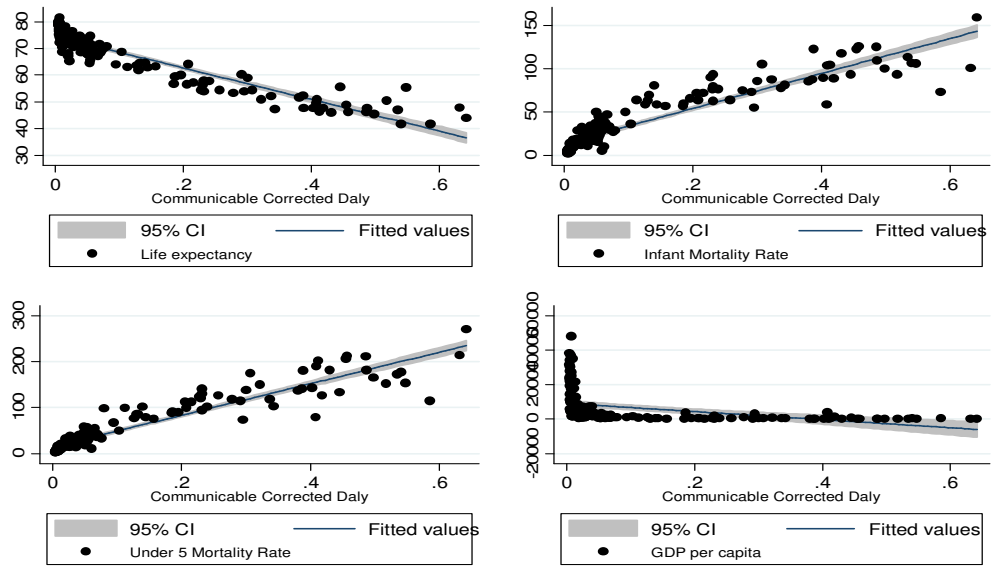 80
70
60
50
40
30
0 .2 .4 .6
Communicable Corrected Daly
95% CI Fitted values
Life expectancy
150
100
50
0
0 .2 .4 .6
Communicable Corrected Daly
95% CI Fitted values
Infant Mortality Rate
300
200
100
0
0 .2 .4 .6
Communicable Corrected Daly
95% CI Fitted values
Under 5 Mortality Rate
60000
40000
20000
0
-20000
0 .2 .4 .6
Communicable Corrected Daly
95% CI Fitted values
GDP per capita